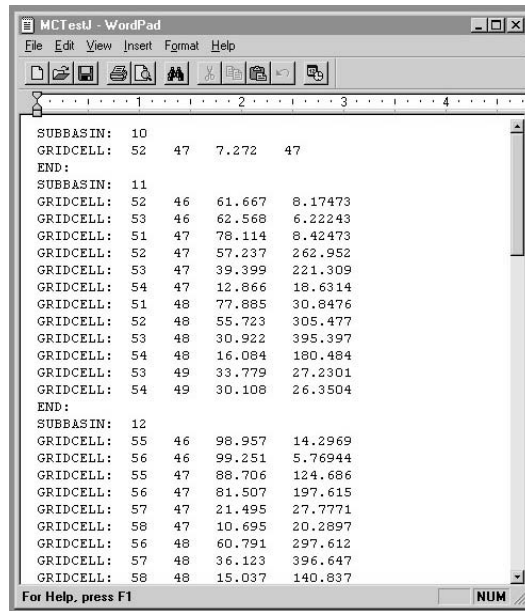 MCTestJ - WordPad
File Edit View Insert Format Help
1 2 3 4
SUBBASIN: 10
GRIDCELL: 52 47 7.272 47
END:
SUBBASIN: 11
GRIDCELL: 52 46 61.667 8.17473
GRIDCELL: 53 46 62.568 6.22243
GRIDCELL: 51 47 78.114 8.42473
GRIDCELL: 52 47 57.237 262.952
GRIDCELL: 53 47 39.399 221.309
GRIDCELL: 54 47 12.866 18.6314
GRIDCELL: 51 48 77.885 30.8476
GRIDCELL: 52 48 55.723 305.477
GRIDCELL: 53 48 30.922 395.397
GRIDCELL: 54 48 16.084 180.484
GRIDCELL: 53 49 33.779 27.2301
GRIDCELL: 54 49 30.108 26.3504
END:
SUBBASIN: 12
GRIDCELL: 55 46 98.957 14.2969
GRIDCELL: 56 46 99.251 5.76944
GRIDCELL: 55 47 88.706 124.686
GRIDCELL: 56 47 81.507 197.615
GRIDCELL: 57 47 21.495 27.7771
GRIDCELL: 58 47 10.695 20.2897
GRIDCELL: 56 48 60.791 297.612
GRIDCELL: 57 48 36.123 396.647
GRIDCELL: 58 48 15.037 140.837
For Help, press F1 NUM